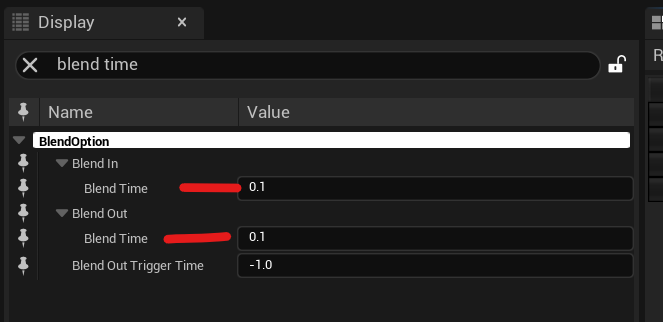 Display
blend time
Name Value
BlendOption
Blend In
Blend Time 0.1
Blend Out
Blend Time 0.1
Blend Out Trigger Time -1.0
R